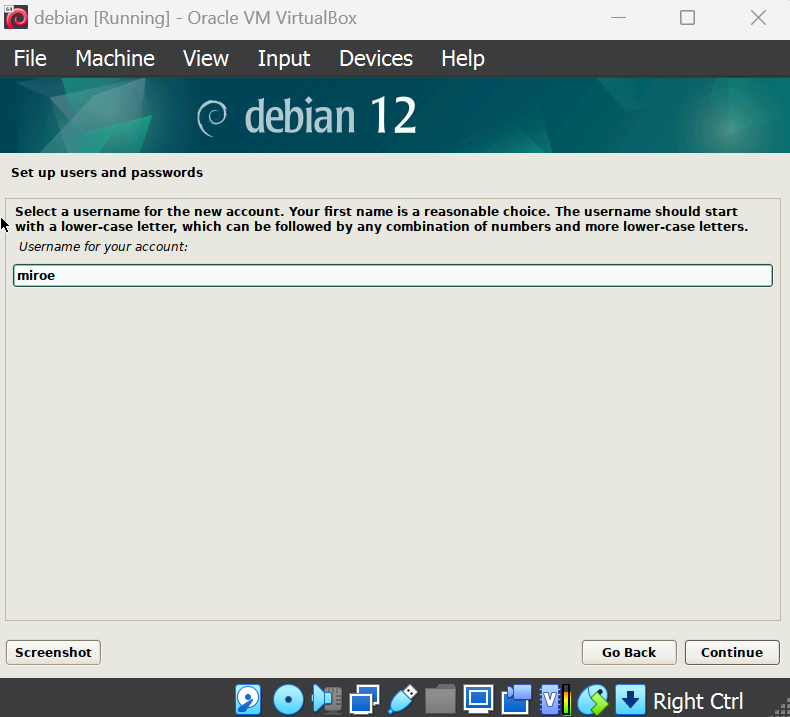 64
debian [Running] - Oracle VM VirtualBox
File Machine View Input Devices Help
debian 12
Set up users and passwords
Select a username for the new account. Your first name is a reasonable choice. The username should start
with a lower-case letter, which can be followed by any combination of numbers and more lower-case letters.
Username for your account:
miroe
Screenshot Go Back Continue
V Right Ctrl